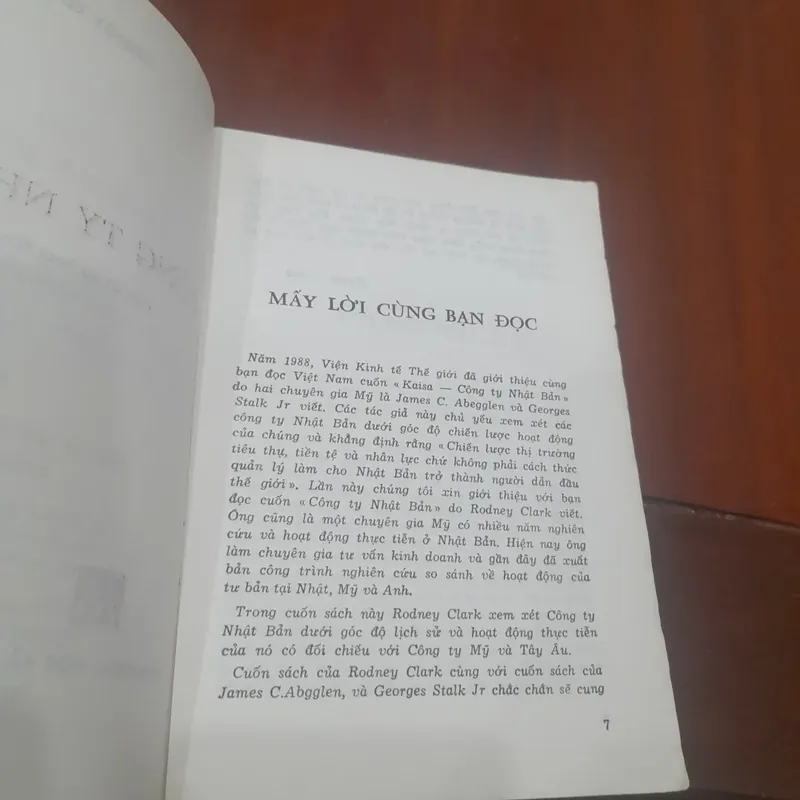 MẤY LỜI CÙNG BẠN ĐỌC
Năm 1988, Viện Kinh tế Thế giới đã giới thiệu cùng
bạn đọc Việt Nam cuốn «Kaisa — Công ty Nhật Bản»
do hai chuyên gia Mỹ là James C. Abegglen và Georges
Stalk Jr viết. Các tác giả này chủ yếu xem xét các
công ty Nhật Bản dưới góc độ chiến lược hoạt động
của chúng và khẳng định rằng «Chiến lược thị trường
tiêu thụ, tiền tệ và nhân lực chứ không phải cách thức
quản lý làm cho Nhật Bản trở thành người dẫn đầu
thế giới». Lần này chúng tôi xin giới thiệu với bạn
đọc cuốn «Công ty Nhật Bản» do Rodney Clark viết.
Ông cũng là một chuyên gia Mỹ có nhiều năm nghiên
cứu và hoạt động thực tiễn ở Nhật Bản. Hiện nay ông
làm chuyên gia tư vấn kinh doanh và gần đây đã xuất
bản công trình nghiên cứu so sánh về hoạt động của
tư bản tại Nhật, Mỹ và Anh.
Trong cuốn sách này Rodney Clark xem xét Công ty
Nhật Bản dưới góc độ lịch sử và hoạt động thực tiễn
của nó có đối chiếu với Công ty Mỹ và Tây Âu.
Cuốn sách của Rodney Clark cùng với cuốn sách của
James C.Abgglen, và Georges Stalk Jr chắc chắn sẽ cung
7